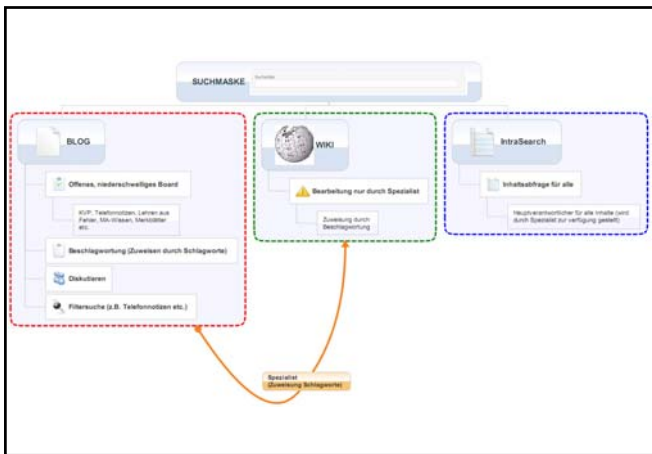 SUCHMASKE
Suchfeld
BLOG
Offenes, niederschwelliges Board
KVP, Telefonnotizen, Lehren aus
Fehler, MA-Wissen, Merkblätter
etc.
Beschlagwortung (Zuweisen durch Schlagworte)
Diskutieren
Filtersuche (z.B. Telefonnotizen etc.)
WIKI
Bearbeitung nur durch Spezialist
Zuweisung durch
Beschlagwortung
IntraSearch
Inhaltsabfrage für alle
Hauptverantwortlicher für alle Inhalte (wird
durch Spezialist zur verfügung gestellt)
Spezialist
(Zuweisung Schlagworte)